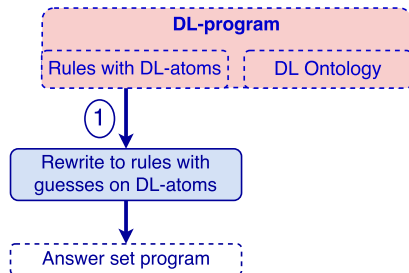 DL-program
Rules with DL-atoms
DL Ontology
1
Rewrite to rules with
guesses on DL-atoms
Answer set program